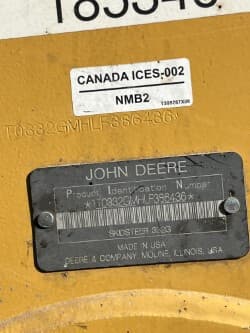 CANADA ICES-002
NMB2
JOHN DEERE
Product Identification Number
*1T0332GMHLF386436*
SKIDSTEER 332G
MADE IN USA
DEERE & COMPANY MOLINE, ILLINOIS, USA